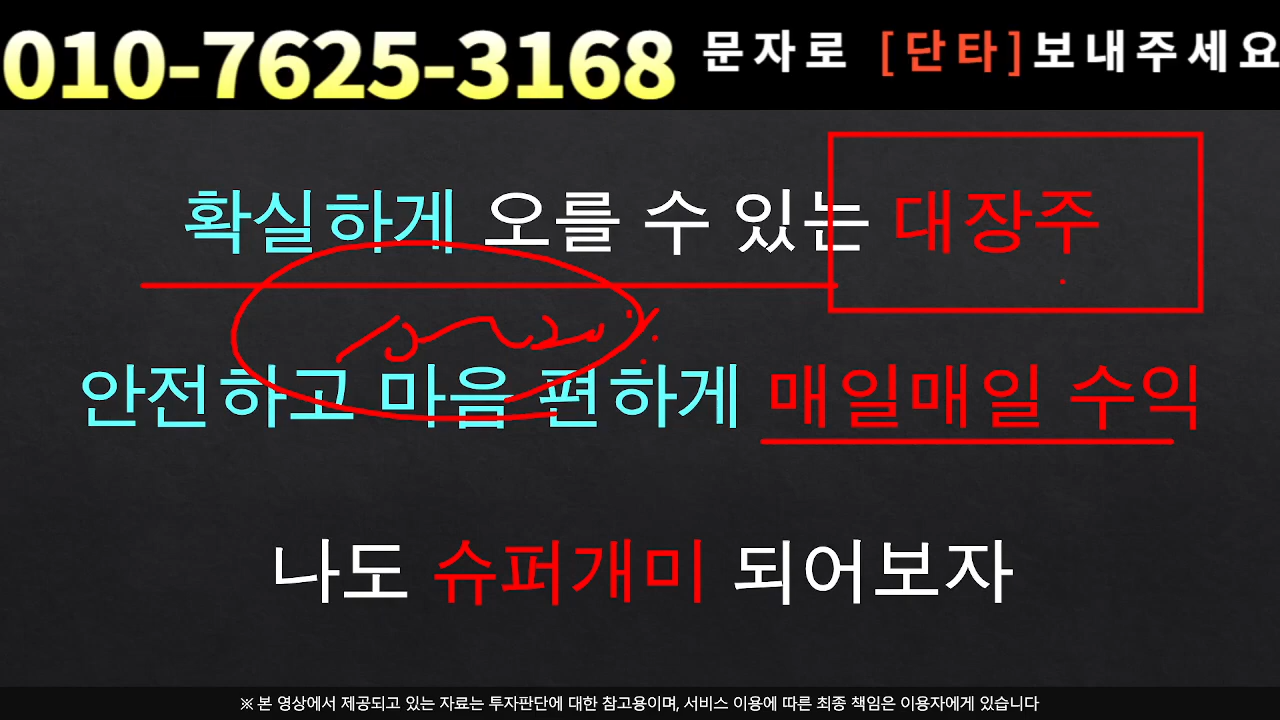 010-7625-3168 문자로 [단타]보내주세요
확실하게 오를 수 있는 대장주
10~20%
안전하고 마음 편하게 매일매일 수익
나도 슈퍼개미 되어보자
※ 본 영상에서 제공되고 있는 자료는 투자판단에 대한 참고용이며, 서비스 이용에 따른 최종 책임은 이용자에게 있습니다